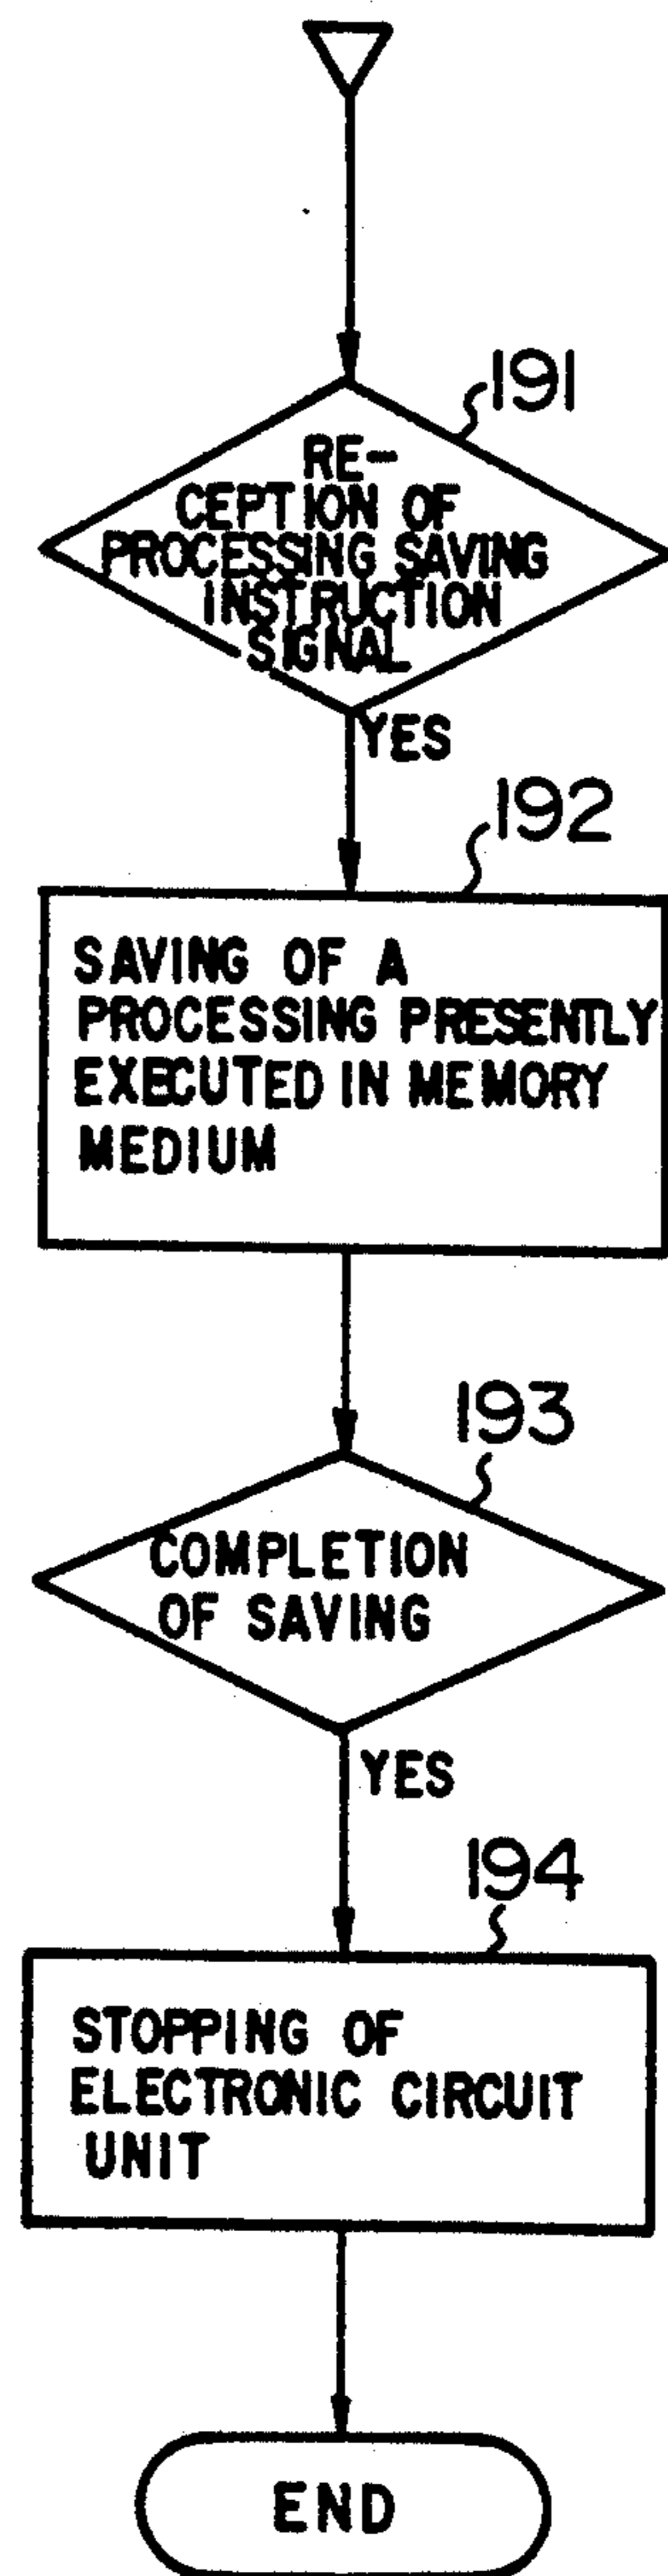 191
RE-
CEPTION OF
PROCESSING SAVING
INSTRUCTION
SIGNAL
YES
192
SAVING OF A
PROCESSING PRESENTLY
EXECUTED IN MEMORY
MEDIUM
193
COMPLETION
OF SAVING
YES
194
STOPPING OF
ELECTRONIC CIRCUIT
UNIT
END